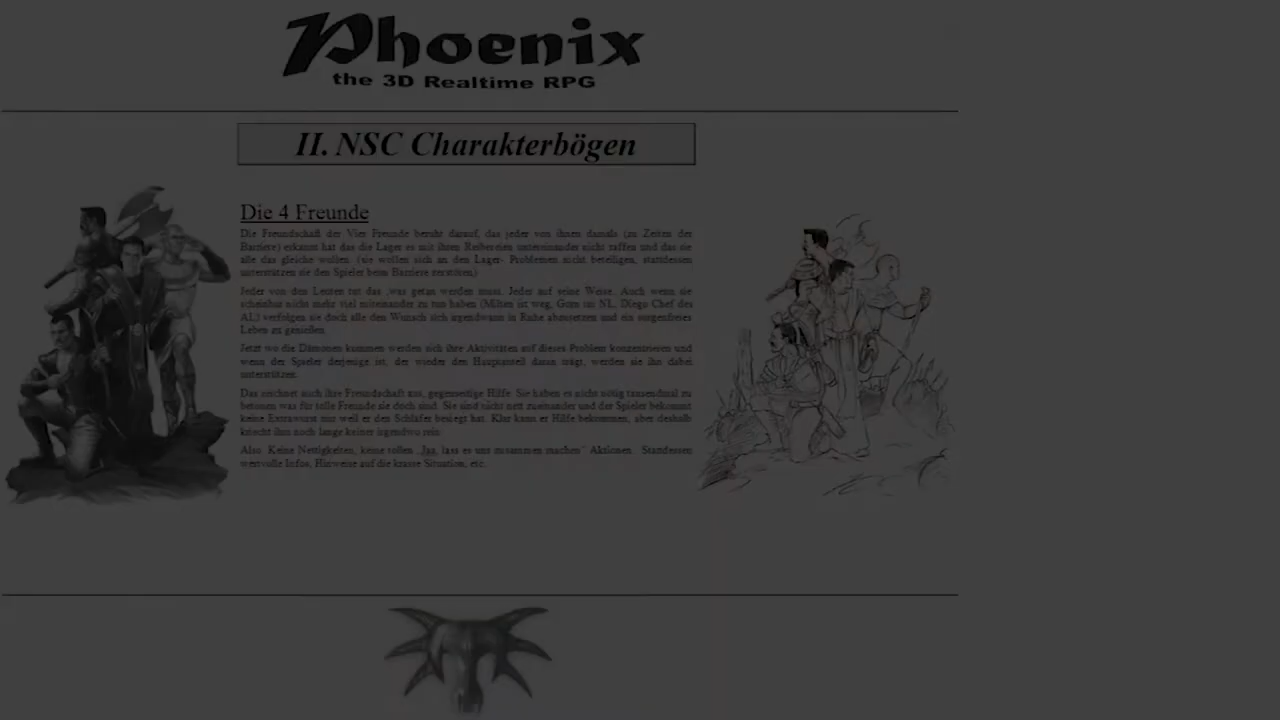 Phoenix
the 3D Realtime RPG
II. NSC Charakterbögen
Die 4 Freunde
Die Freundschaft der Vier Freunde beruht darauf, das jeder von ihnen damals (zu Zeiten der
Barriere) erkannt hat das die Lager es mit ihren Reibereien untereinander nicht raffen und das sie
alle das gleiche wollen. (sie wollen sich an den Lager- Problemen nicht beteiligen, stattdessen
unterstützen sie den Spieler beim Barriere zerstören)
Jeder von den Leuten tut das ,was getan werden muss. Jeder auf seine Weise. Auch wenn sie
scheinbar nicht mehr viel miteinander zu tun haben (Milten ist weg, Gorn im NL, Diego Chef des
AL) verfolgen sie doch alle den Wunsch sich irgendwann in Ruhe abzusetzen und ein sorgenfreies
Leben zu genießen.
Jetzt wo die Dämonen kommen werden sich ihre Aktivitäten auf dieses Problem konzentrieren und
wenn der Spieler derjenige ist, der wieder den Hauptanteil daran trägt, werden sie ihn dabei
unterstützen.
Das zeichnet auch ihre Freundschaft aus, gegenseitige Hilfe. Sie haben es nicht nötig tausendmal zu
betonen was für tolle Freunde sie doch sind. Sie sind nicht nett zueinander und der Spieler bekommt
keine Extrawurst nur weil er den Schläfer besiegt hat. Klar kann er Hilfe bekommen, aber deshalb
kriecht ihm noch lange keiner irgendwo rein.
Also: Keine Nettigkeiten, keine tollen „Jaa, lass es uns zusammen machen“ Aktionen. Stattdessen
wertvolle Infos, Hinweise auf die krasse Situation, etc.